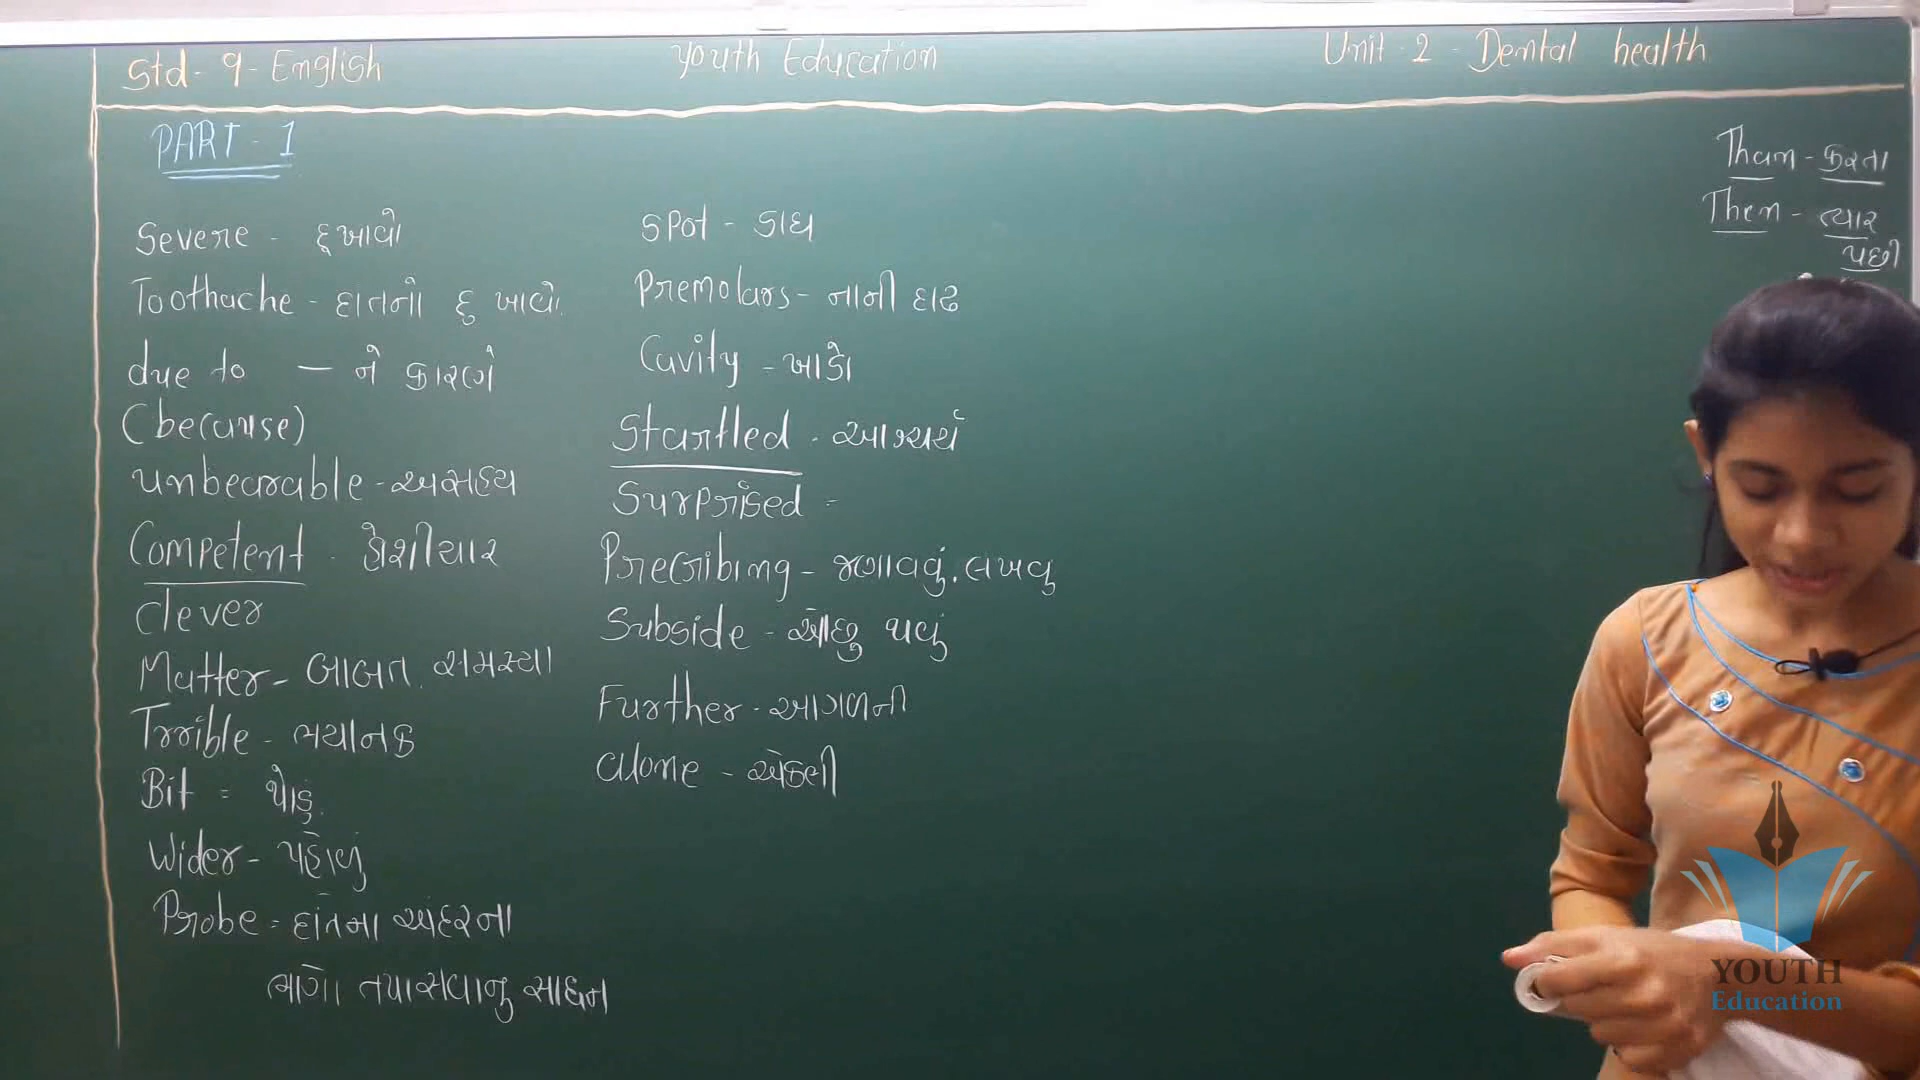 Std - 9 - English
Youth Education
Unit - 2 - Dental health
PART - 1
Severe - દૂખાવો
Toothache - દાતનો દુ ખાવો.
due to — ને કારણે
(because)
unbearable - અસહ્ય
Competent - હોશીયાર
clever
Matter - બાબત. સમસ્યા
Trrible - ભયાનક
Bit = થોડુ.
Wider - પહોળું
Probe = દાંતના અંદરના
ભાગો તપાસવાનુ સાધન
Spot - ડાઘ
Premolars - નાની દાઢ
Cavity - ખાડો
Startled - આશ્ચર્ય
Surprised =
Precribing - જણાવવું. લખવુ
Subside - ઓછુ થવું
Further - આગળની
alone - એકલી
Than - કરતા
Then - ત્યાર
પછી
YOUTH
Education